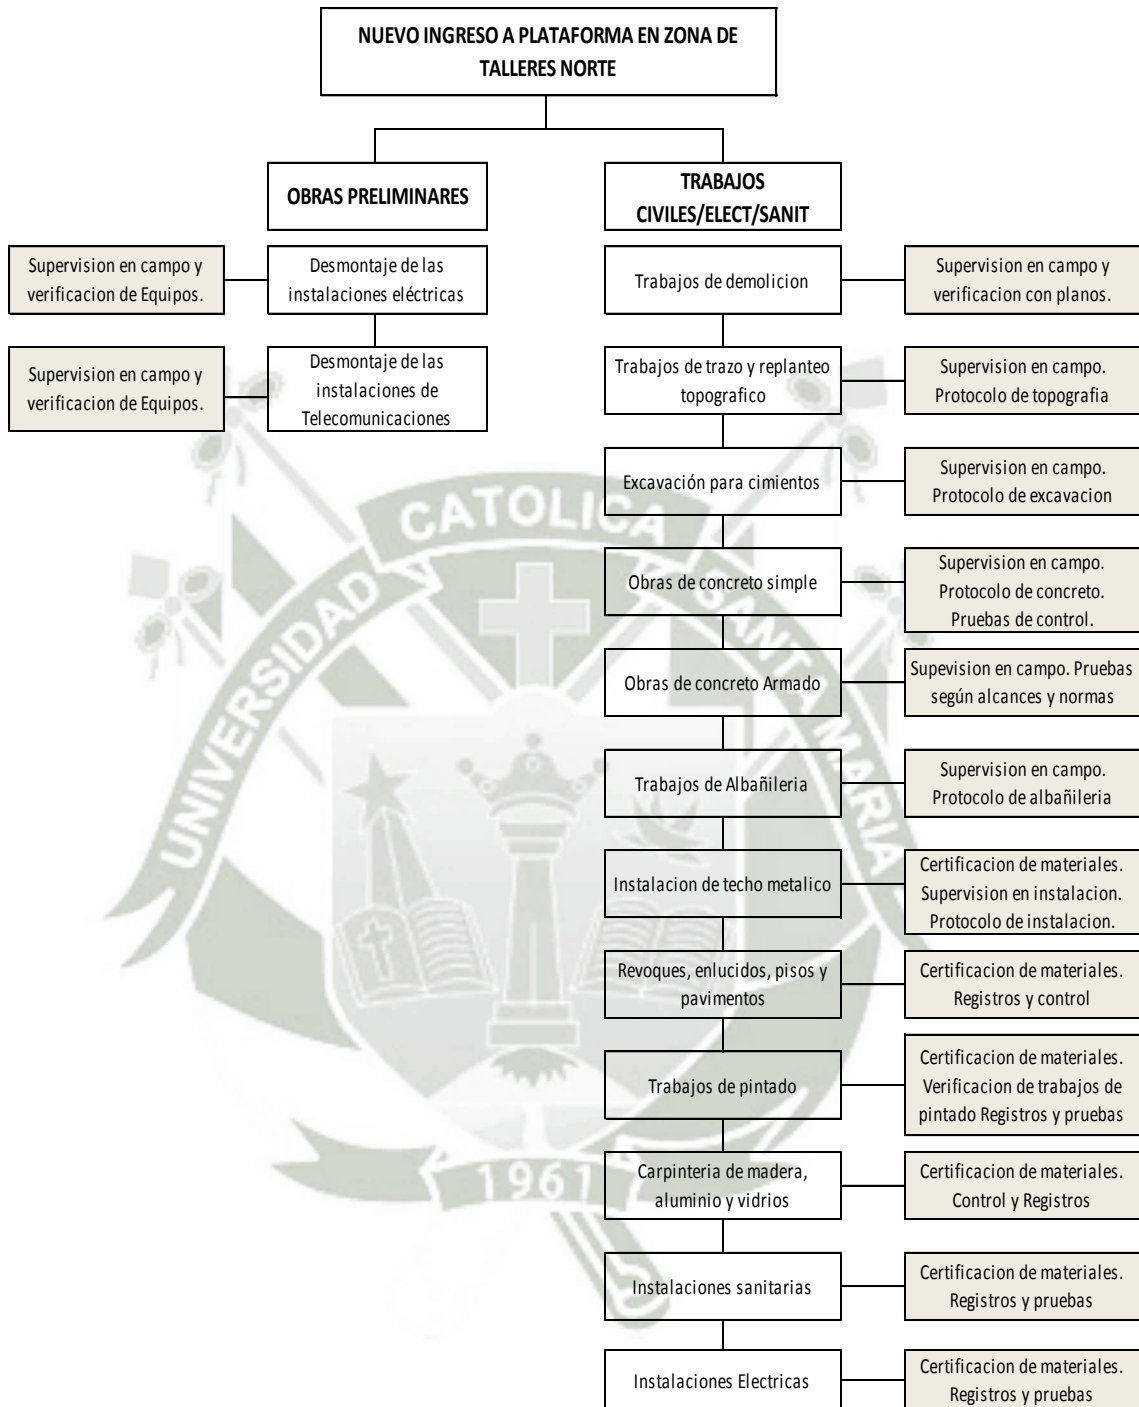 NUEVO INGRESO A PLATAFORMA EN ZONA DE
TALLERES NORTE
OBRAS PRELIMINARES
TRABAJOS
CIVILES/ELECT/SANIT
Supervision en campo y
verificacion de Equipos.
Desmontaje de las
instalaciones eléctricas
Trabajos de demolicion
Supervision en campo y
verificacion con planos.
Supervision en campo y
verificacion de Equipos.
Desmontaje de las
instalaciones de
Telecomunicaciones
Trabajos de trazo y replanteo
topografico
Supervision en campo.
Protocolo de topografia
Excavación para cimientos
Supervision en campo.
Protocolo de excavacion
Obras de concreto simple
Supervision en campo.
Protocolo de concreto.
Pruebas de control.
Obras de concreto Armado
Supevision en campo. Pruebas
según alcances y normas
Trabajos de Albañileria
Supervision en campo.
Protocolo de albañileria
Instalacion de techo metalico
Certificacion de materiales.
Supervision en instalacion.
Protocolo de instalacion.
Revoques, enlucidos, pisos y
pavimentos
Certificacion de materiales.
Registros y control
Trabajos de pintado
Certificacion de materiales.
Verificacion de trabajos de
pintado Registros y pruebas
Carpinteria de madera,
aluminio y vidrios
Certificacion de materiales.
Control y Registros
Instalaciones sanitarias
Certificacion de materiales.
Registros y pruebas
Instalaciones Electricas
Certificacion de materiales.
Registros y pruebas
UNIVERSIDAD CATOLICA SANTA MARIA
1961